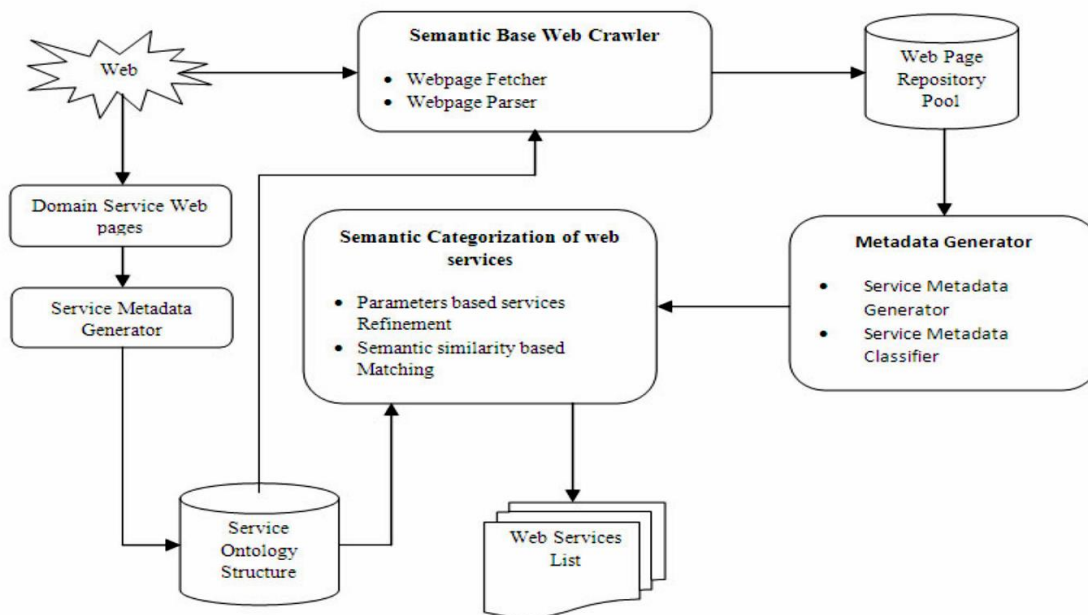 Web
Semantic Base Web Crawler
• Webpage Fetcher
• Webpage Parser
Web Page
Repository
Pool
Domain Service Web
pages
Service Metadata
Generator
Semantic Categorization of web
services
• Parameters based services
Refinement
• Semantic similarity based
Matching
Metadata Generator
• Service Metadata
Generator
• Service Metadata
Classifier
Service
Ontology
Structure
Web Services
List